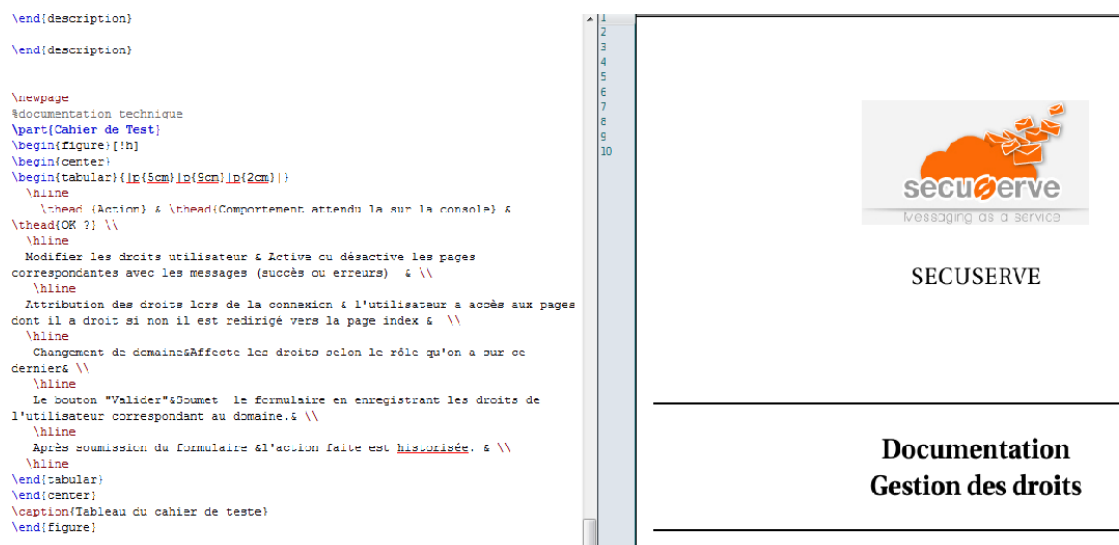 \end{description}
\end{description}
\newpage
%documentation technique
\part{Cahier de Test}
\begin{figure}[!h]
\begin{center}
\begin{tabular}{|p{5cm}|p{9cm}|p{2cm}|}
\hline
\thead {Action} & \thead{Comportement attendu la sur la console} &
\thead{OK ?} \\
\hline
Modifier les droits utilisateur & Active ou désactive les pages
correspondantes avec les messages (succès ou erreurs) & \\
\hline
Attribution des droits lors de la connexion & l'utilisateur a accès aux pages
dont il a droit si non il est redirigé vers la page index & \\
\hline
Changement de domaine&Affecte les droits selon le rôle qu'on a sur ce
dernier& \\
\hline
Le bouton "Valider"&Soumet le formulaire en enregistrant les droits de
l'utilisateur correspondant au domaine.& \\
\hline
Après soumission du formulaire &l'action faite est historisée. & \\
\hline
\end{tabular}
\end{center}
\caption{Tableau du cahier de teste}
\end{figure}
1
2
3
4
5
6
7
8
9
10
secuserve
Messaging as a service
SECUSERVE
Documentation
Gestion des droits